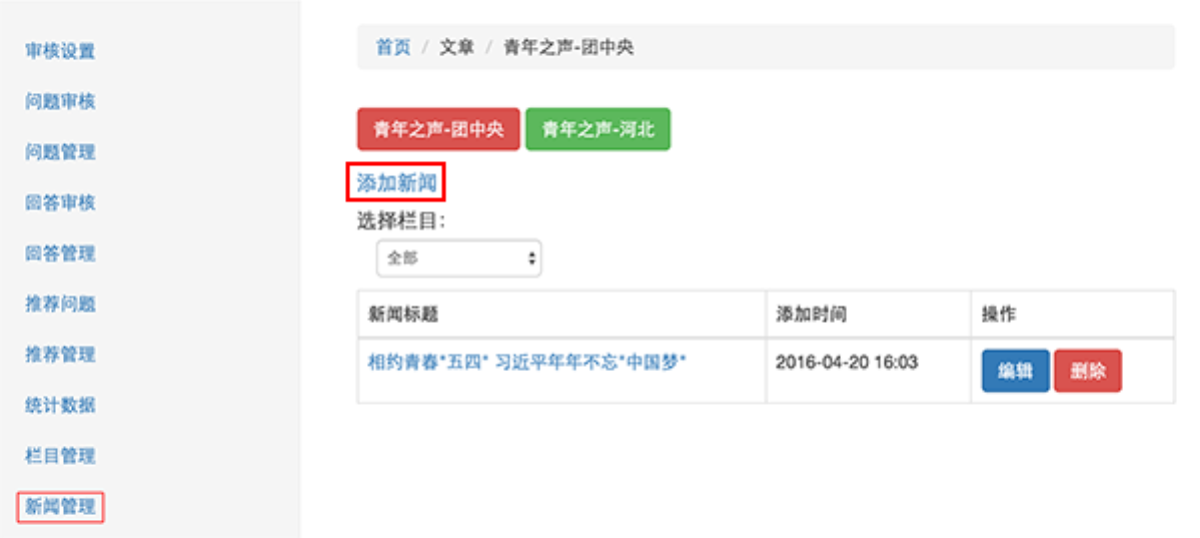 审核设置
问题审核
问题管理
回答审核
回答管理
推荐问题
推荐管理
统计数据
栏目管理
新闻管理
首页 / 文章 / 青年之声-团中央
青年之声-团中央 青年之声-河北
添加新闻
选择栏目：
全部
新闻标题 添加时间 操作
相约青春"五四" 习近平年年不忘"中国梦" 2016-04-20 16:03 编辑 删除